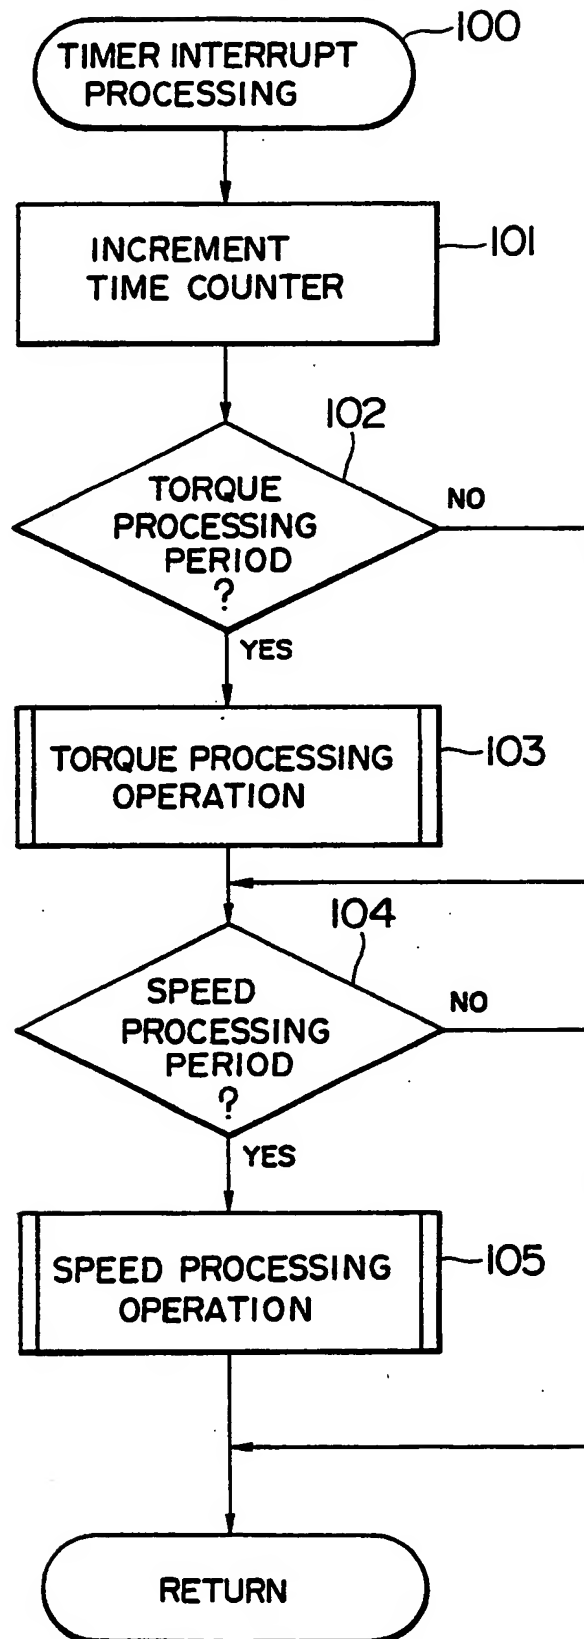 TIMER INTERRUPT
PROCESSING
100
INCREMENT
TIME COUNTER
101
102
TORQUE
PROCESSING
PERIOD
?
NO
YES
TORQUE PROCESSING
OPERATION
103
104
SPEED
PROCESSING
PERIOD
?
NO
YES
SPEED PROCESSING
OPERATION
105
RETURN